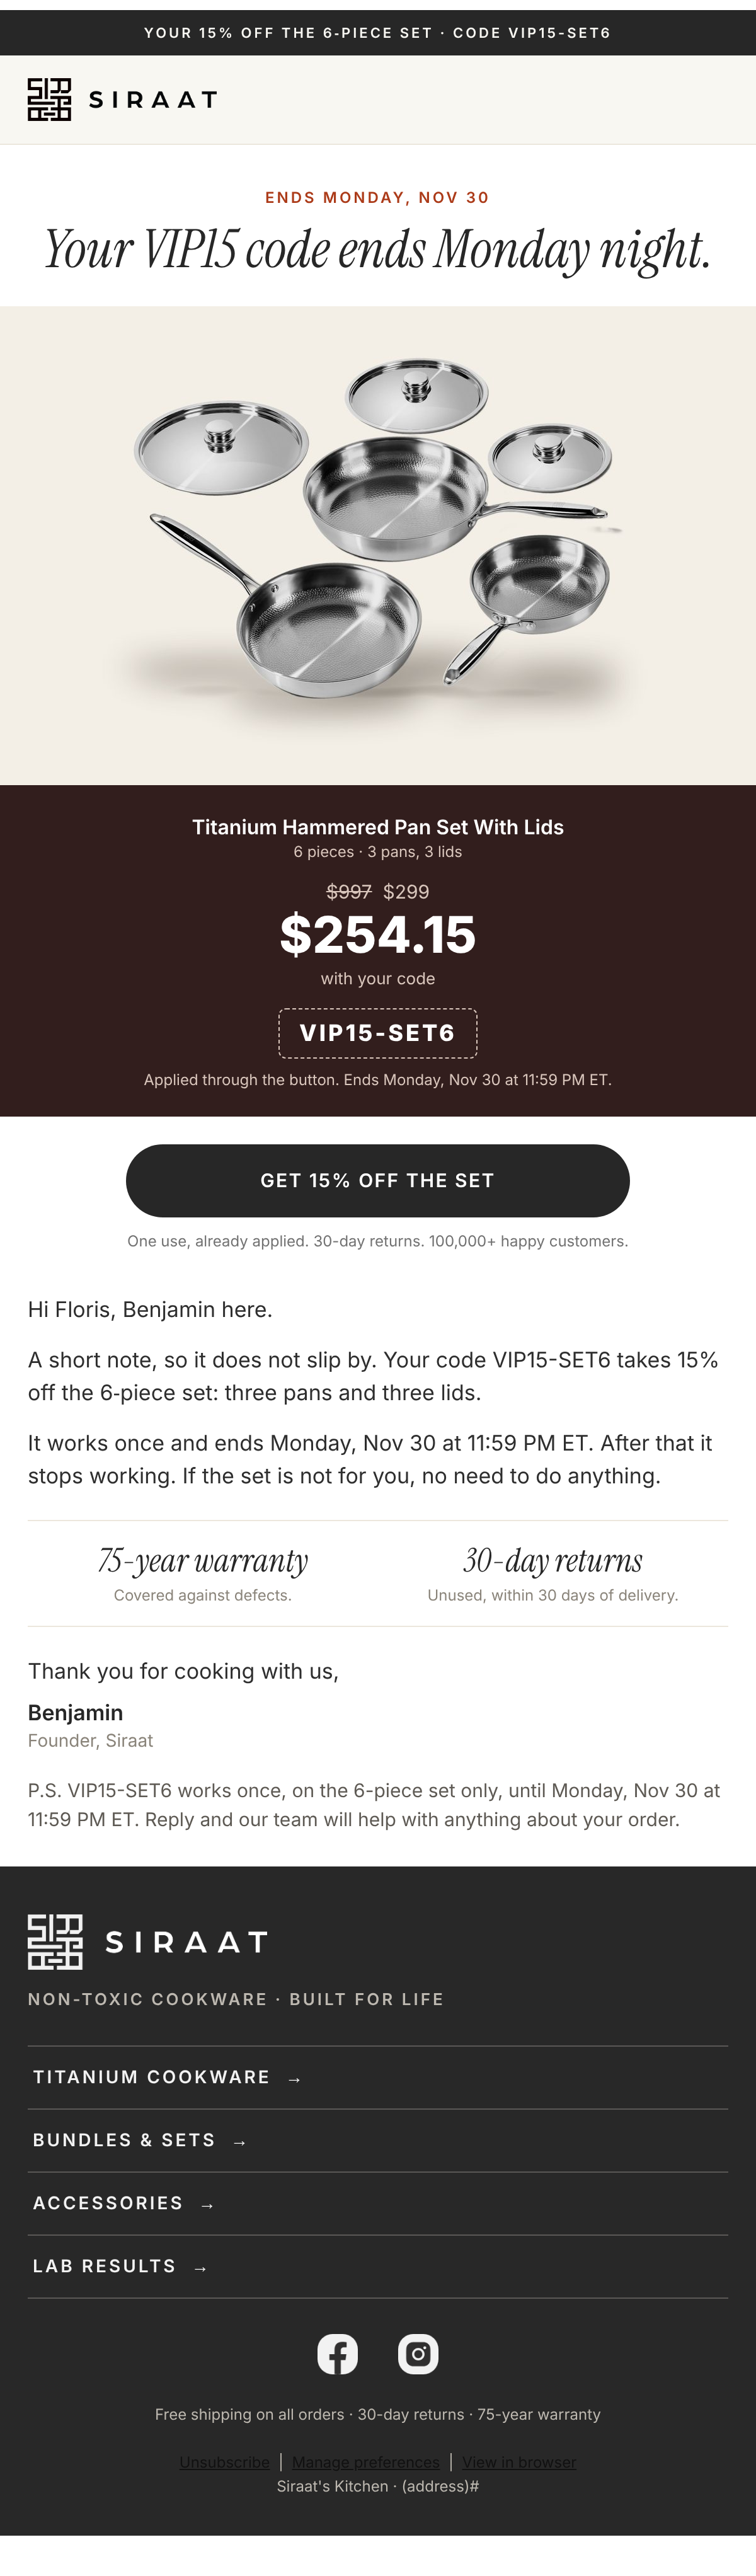 YOUR 15% OFF THE 6-PIECE SET · CODE VIP15-SET6
SIRAAT
ENDS MONDAY, NOV 30
Your VIP15 code ends Monday night.
Titanium Hammered Pan Set With Lids
6 pieces · 3 pans, 3 lids
$997 $299
$254.15
with your code
VIP15-SET6
Applied through the button. Ends Monday, Nov 30 at 11:59 PM ET.
GET 15% OFF THE SET
One use, already applied. 30-day returns. 100,000+ happy customers.
Hi Floris, Benjamin here.
A short note, so it does not slip by. Your code VIP15-SET6 takes 15%
off the 6-piece set: three pans and three lids.
It works once and ends Monday, Nov 30 at 11:59 PM ET. After that it
stops working. If the set is not for you, no need to do anything.
75-year warranty
Covered against defects.
30-day returns
Unused, within 30 days of delivery.
Thank you for cooking with us,
Benjamin
Founder, Siraat
P.S. VIP15-SET6 works once, on the 6-piece set only, until Monday, Nov 30 at
11:59 PM ET. Reply and our team will help with anything about your order.
SIRAAT
NON-TOXIC COOKWARE · BUILT FOR LIFE
TITANIUM COOKWARE →
BUNDLES & SETS →
ACCESSORIES →
LAB RESULTS →
Free shipping on all orders · 30-day returns · 75-year warranty
Unsubscribe | Manage preferences | View in browser
Siraat's Kitchen · (address)#